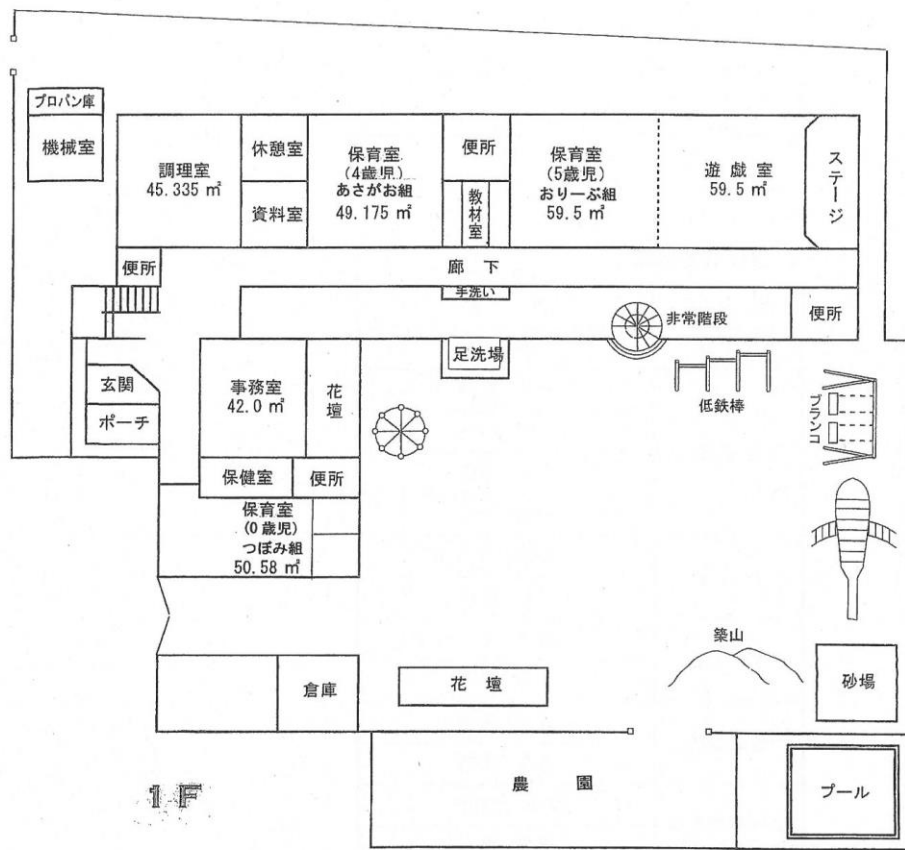 プロパン庫
機械室
調理室
45.335 ㎡
休憩室
資料室
保育室
(4歳児)
あさがお組
49.175 ㎡
便所
教材室
保育室
(5歳児)
おりーぶ組
59.5 ㎡
遊戯室
59.5 ㎡
ステージ
便所
廊下
手洗い
非常階段
便所
足洗場
玄関
ポーチ
事務室
42.0 ㎡
花壇
低鉄棒
ブランコ
保健室
便所
保育室
(0歳児)
つぼみ組
50.58 ㎡
築山
倉庫
花壇
砂場
農園
プール
1F